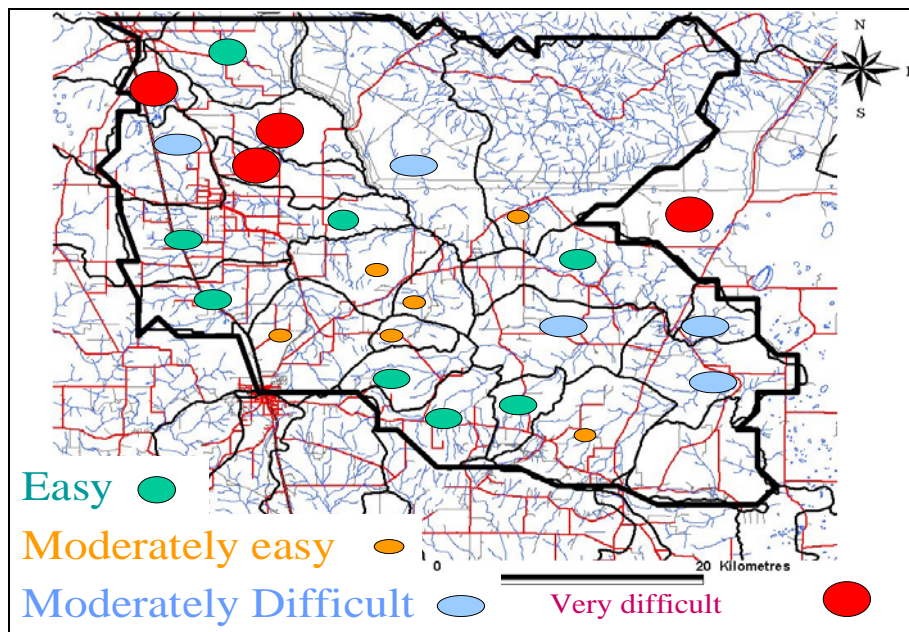 N
E
S
Easy
Moderately easy
0 20 Kilometres
Moderately Difficult
Very difficult